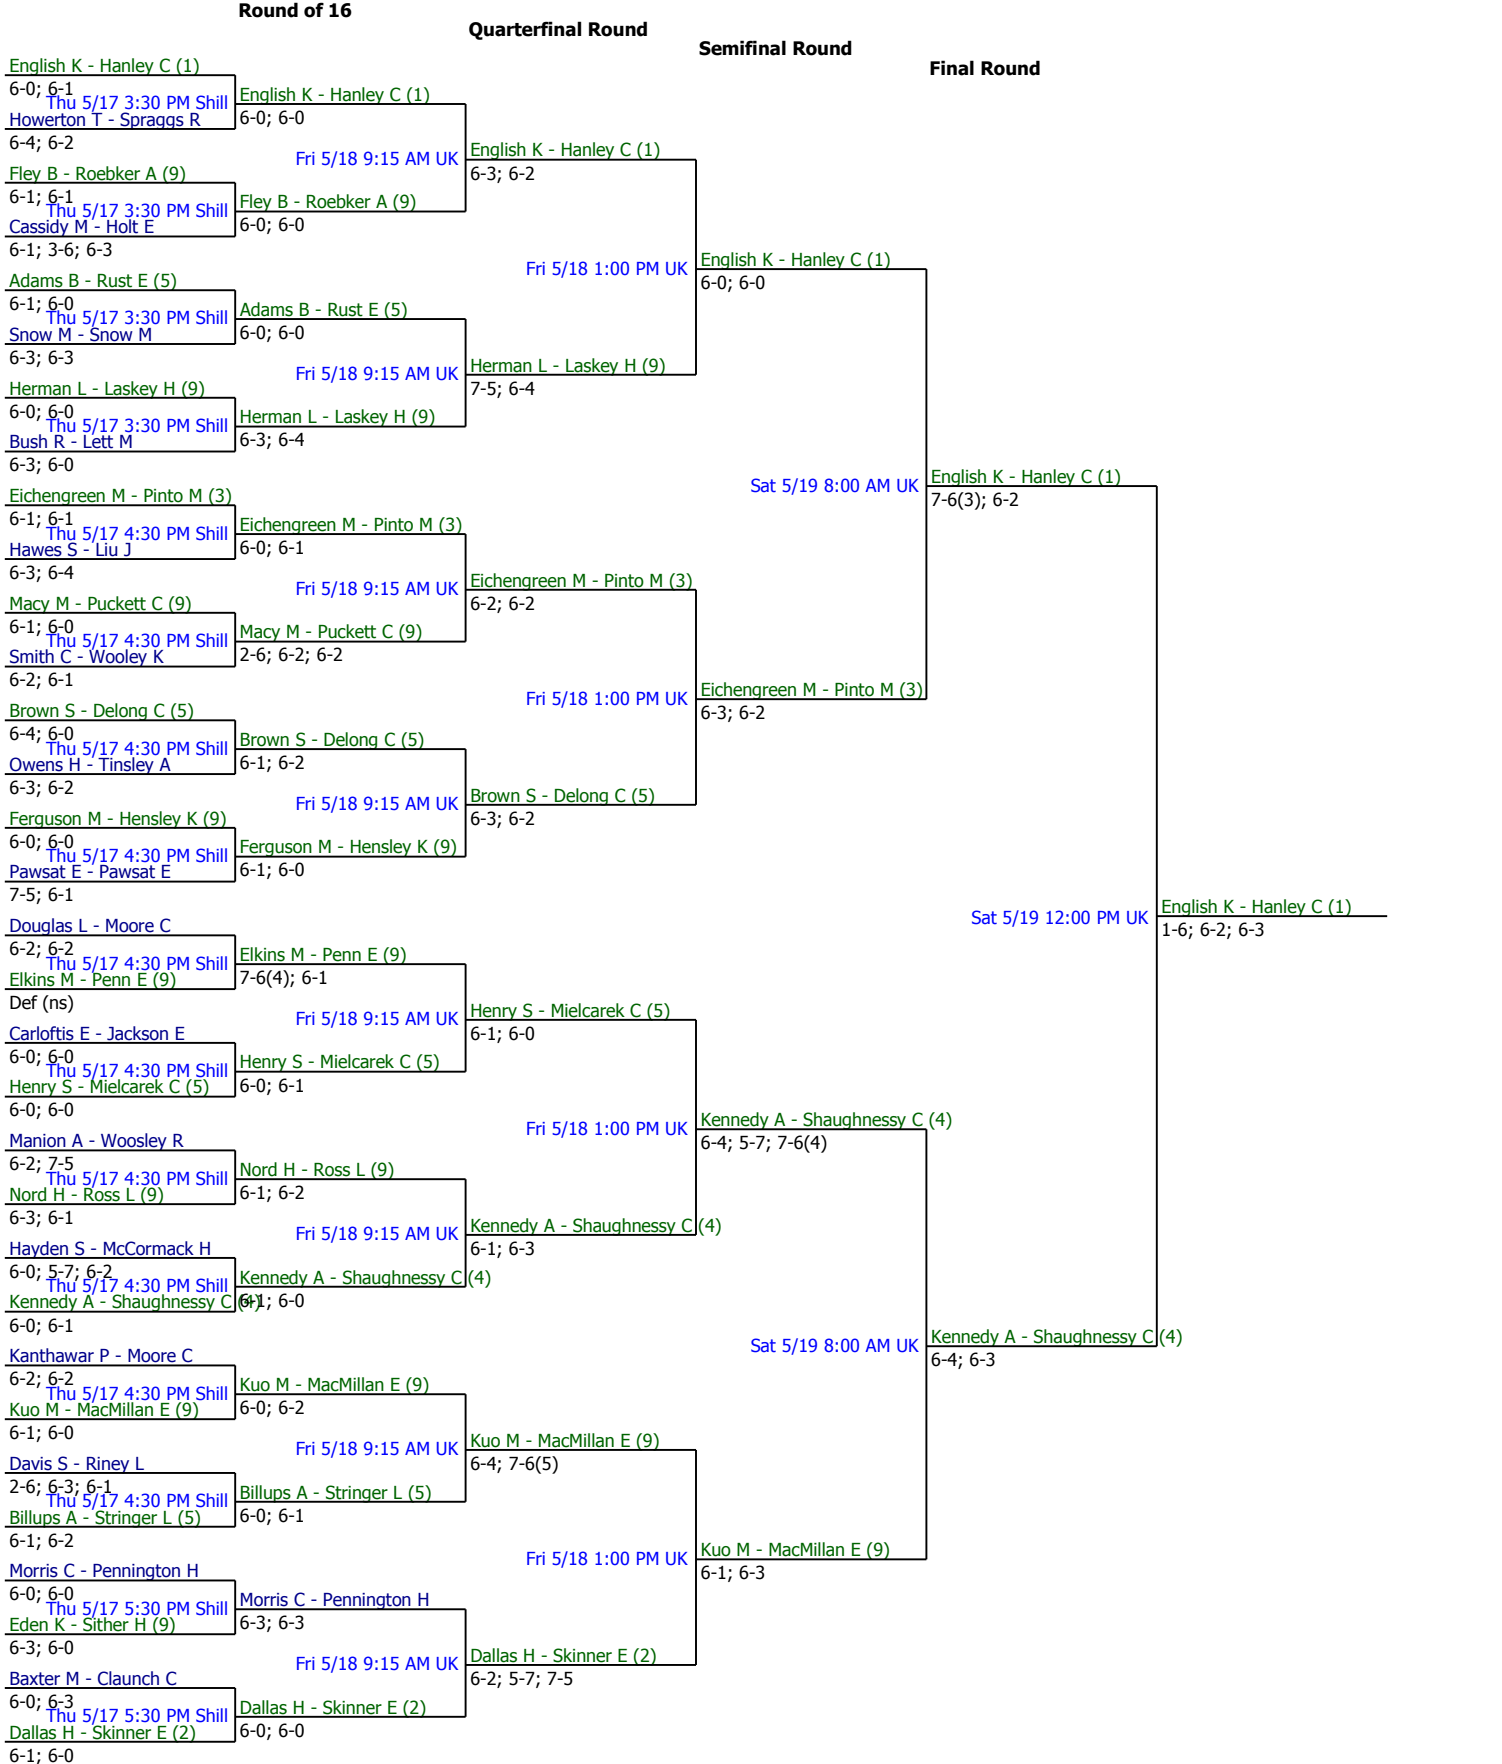 Round of 16
Quarterfinal Round
Semifinal Round
Final Round
English K - Hanley C (1)
6-0; 6-1
Thu 5/17 3:30 PM Shill
Howerton T - Spraggs R
6-4; 6-2
Fley B - Roebker A (9)
6-1; 6-1
Thu 5/17 3:30 PM Shill
Cassidy M - Holt E
6-1; 3-6; 6-3
Adams B - Rust E (5)
6-1; 6-0
Thu 5/17 3:30 PM Shill
Snow M - Snow M
6-3; 6-3
Herman L - Laskey H (9)
6-0; 6-0
Thu 5/17 3:30 PM Shill
Bush R - Lett M
6-3; 6-0
Eichengreen M - Pinto M (3)
6-1; 6-1
Thu 5/17 4:30 PM Shill
Hawes S - Liu J
6-3; 6-4
Macy M - Puckett C (9)
6-1; 6-0
Thu 5/17 4:30 PM Shill
Smith C - Wooley K
6-2; 6-1
Brown S - Delong C (5)
6-4; 6-0
Thu 5/17 4:30 PM Shill
Owens H - Tinsley A
6-3; 6-2
Ferguson M - Hensley K (9)
6-0; 6-0
Thu 5/17 4:30 PM Shill
Pawsat E - Pawsat E
7-5; 6-1
Douglas L - Moore C
6-2; 6-2
Thu 5/17 4:30 PM Shill
Elkins M - Penn E (9)
Def (ns)
Carloftis E - Jackson E
6-0; 6-0
Thu 5/17 4:30 PM Shill
Henry S - Mielcarek C (5)
6-0; 6-0
Manion A - Woosley R
6-2; 7-5
Thu 5/17 4:30 PM Shill
Nord H - Ross L (9)
6-3; 6-1
Hayden S - McCormack H
6-0; 5-7; 6-2
Thu 5/17 4:30 PM Shill
Kennedy A - Shaughnessy C (4)
6-0; 6-1
Kanthawar P - Moore C
6-2; 6-2
Thu 5/17 4:30 PM Shill
Kuo M - MacMillan E (9)
6-1; 6-0
Davis S - Riney L
2-6; 6-3; 6-1
Thu 5/17 4:30 PM Shill
Billups A - Stringer L (5)
6-1; 6-2
Morris C - Pennington H
6-0; 6-0
Thu 5/17 5:30 PM Shill
Eden K - Sither H (9)
6-3; 6-0
Baxter M - Claunch C
6-0; 6-3
Thu 5/17 5:30 PM Shill
Dallas H - Skinner E (2)
6-1; 6-0
English K - Hanley C (1)
6-0; 6-0
Fri 5/18 9:15 AM UK
Fley B - Roebker A (9)
6-0; 6-0
Adams B - Rust E (5)
6-0; 6-0
Fri 5/18 9:15 AM UK
Herman L - Laskey H (9)
6-3; 6-4
Eichengreen M - Pinto M (3)
6-0; 6-1
Fri 5/18 9:15 AM UK
Macy M - Puckett C (9)
2-6; 6-2; 6-2
Brown S - Delong C (5)
6-1; 6-2
Fri 5/18 9:15 AM UK
Ferguson M - Hensley K (9)
6-1; 6-0
Elkins M - Penn E (9)
7-6(4); 6-1
Fri 5/18 9:15 AM UK
Henry S - Mielcarek C (5)
6-0; 6-1
Nord H - Ross L (9)
6-1; 6-2
Fri 5/18 9:15 AM UK
Kennedy A - Shaughnessy C (4)
6-1; 6-0
Kuo M - MacMillan E (9)
6-0; 6-2
Fri 5/18 9:15 AM UK
Billups A - Stringer L (5)
6-0; 6-1
Morris C - Pennington H
6-3; 6-3
Fri 5/18 9:15 AM UK
Dallas H - Skinner E (2)
6-0; 6-0
English K - Hanley C (1)
6-3; 6-2
Fri 5/18 1:00 PM UK
Herman L - Laskey H (9)
7-5; 6-4
Eichengreen M - Pinto M (3)
6-2; 6-2
Fri 5/18 1:00 PM UK
Brown S - Delong C (5)
6-3; 6-2
Henry S - Mielcarek C (5)
6-1; 6-0
Fri 5/18 1:00 PM UK
Kennedy A - Shaughnessy C (4)
6-1; 6-3
Kuo M - MacMillan E (9)
6-4; 7-6(5)
Fri 5/18 1:00 PM UK
Dallas H - Skinner E (2)
6-2; 5-7; 7-5
English K - Hanley C (1)
6-0; 6-0
Sat 5/19 8:00 AM UK
Eichengreen M - Pinto M (3)
6-3; 6-2
Kennedy A - Shaughnessy C (4)
6-4; 5-7; 7-6(4)
Sat 5/19 8:00 AM UK
Kuo M - MacMillan E (9)
6-1; 6-3
English K - Hanley C (1)
7-6(3); 6-2
Sat 5/19 12:00 PM UK
Kennedy A - Shaughnessy C (4)
6-4; 6-3
English K - Hanley C (1)
1-6; 6-2; 6-3